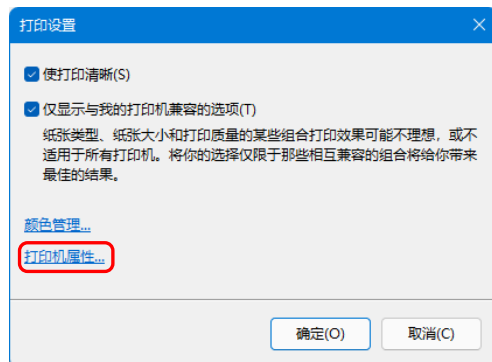 打印设置
使打印清晰(S)
仅显示与我的打印机兼容的选项(T)
纸张类型、纸张大小和打印质量的某些组合打印效果可能不理想，或不
适用于所有打印机。将你的选择仅限于那些相互兼容的组合将给你带来
最佳的结果。
颜色管理...
打印机属性...
确定(O)
取消(C)